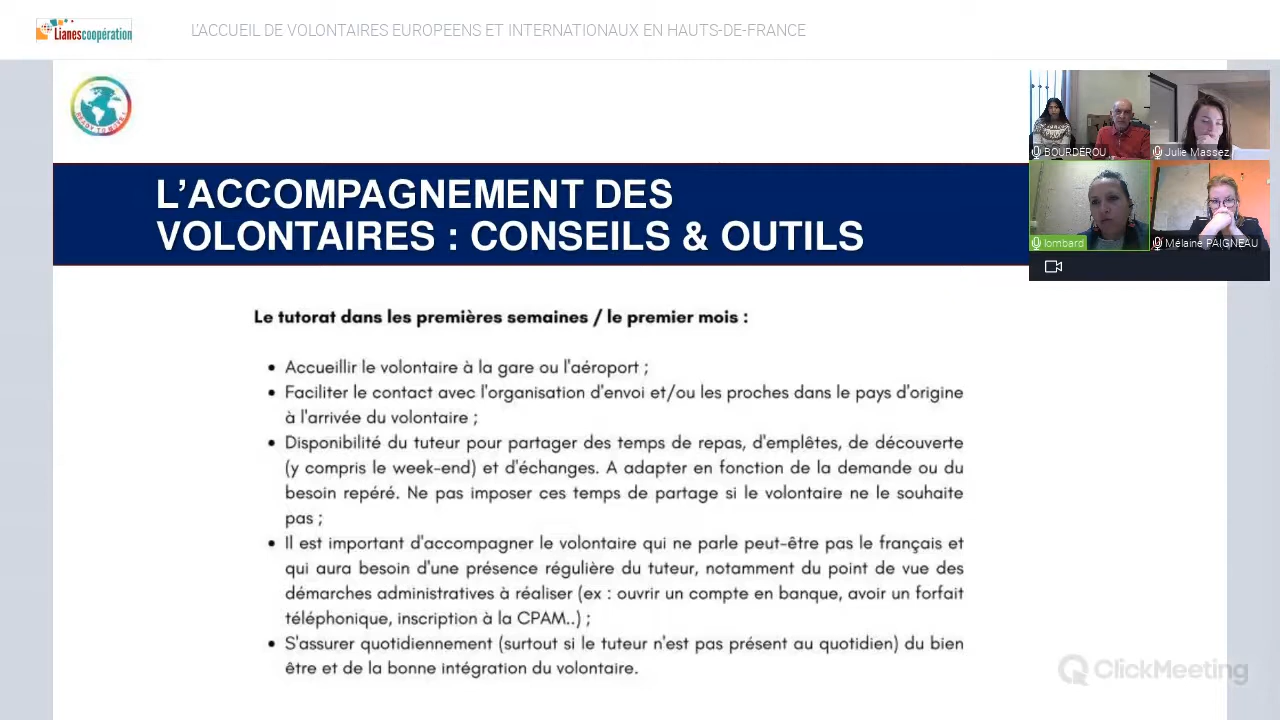 Lianescoopération
L'ACCUEIL DE VOLONTAIRES EUROPEENS ET INTERNATIONAUX EN HAUTS-DE-FRANCE
L'ACCOMPAGNEMENT DES
VOLONTAIRES : CONSEILS & OUTILS
BOURDEROU
Julie Massez
lombard
Mélaine PAIGNEAU
Le tutorat dans les premières semaines / le premier mois :
• Accueillir le volontaire à la gare ou l'aéroport ;
• Faciliter le contact avec l'organisation d'envoi et/ou les proches dans le pays d'origine
à l'arrivée du volontaire ;
• Disponibilité du tuteur pour partager des temps de repas, d'emplêtes, de découverte
(y compris le week-end) et d'échanges. A adapter en fonction de la demande ou du
besoin repéré. Ne pas imposer ces temps de partage si le volontaire ne le souhaite
pas ;
• Il est important d'accompagner le volontaire qui ne parle peut-être pas le français et
qui aura besoin d'une présence régulière du tuteur, notamment du point de vue des
démarches administratives à réaliser (ex : ouvrir un compte en banque, avoir un forfait
téléphonique, inscription à la CPAM..) ;
• S'assurer quotidiennement (surtout si le tuteur n'est pas présent au quotidien) du bien
être et de la bonne intégration du volontaire.
ClickMeeting